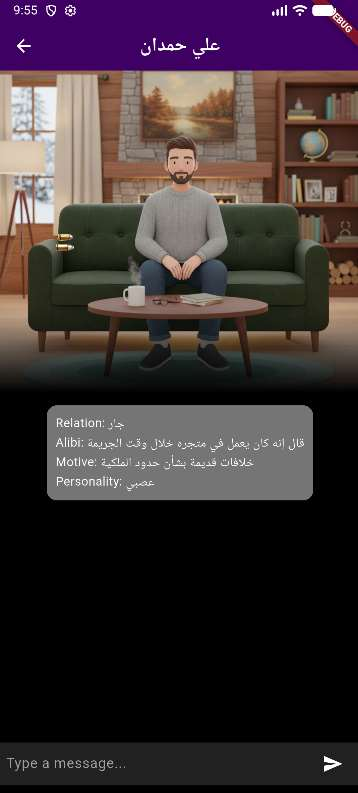 9:55
DEBUG
علي حمدان
Relation: جار
Alibi: قال إنه كان يعمل في متجره خلال وقت الجريمة
Motive: خلافات قديمة بشأن حدود الملكية
Personality: عصبي
Type a message...